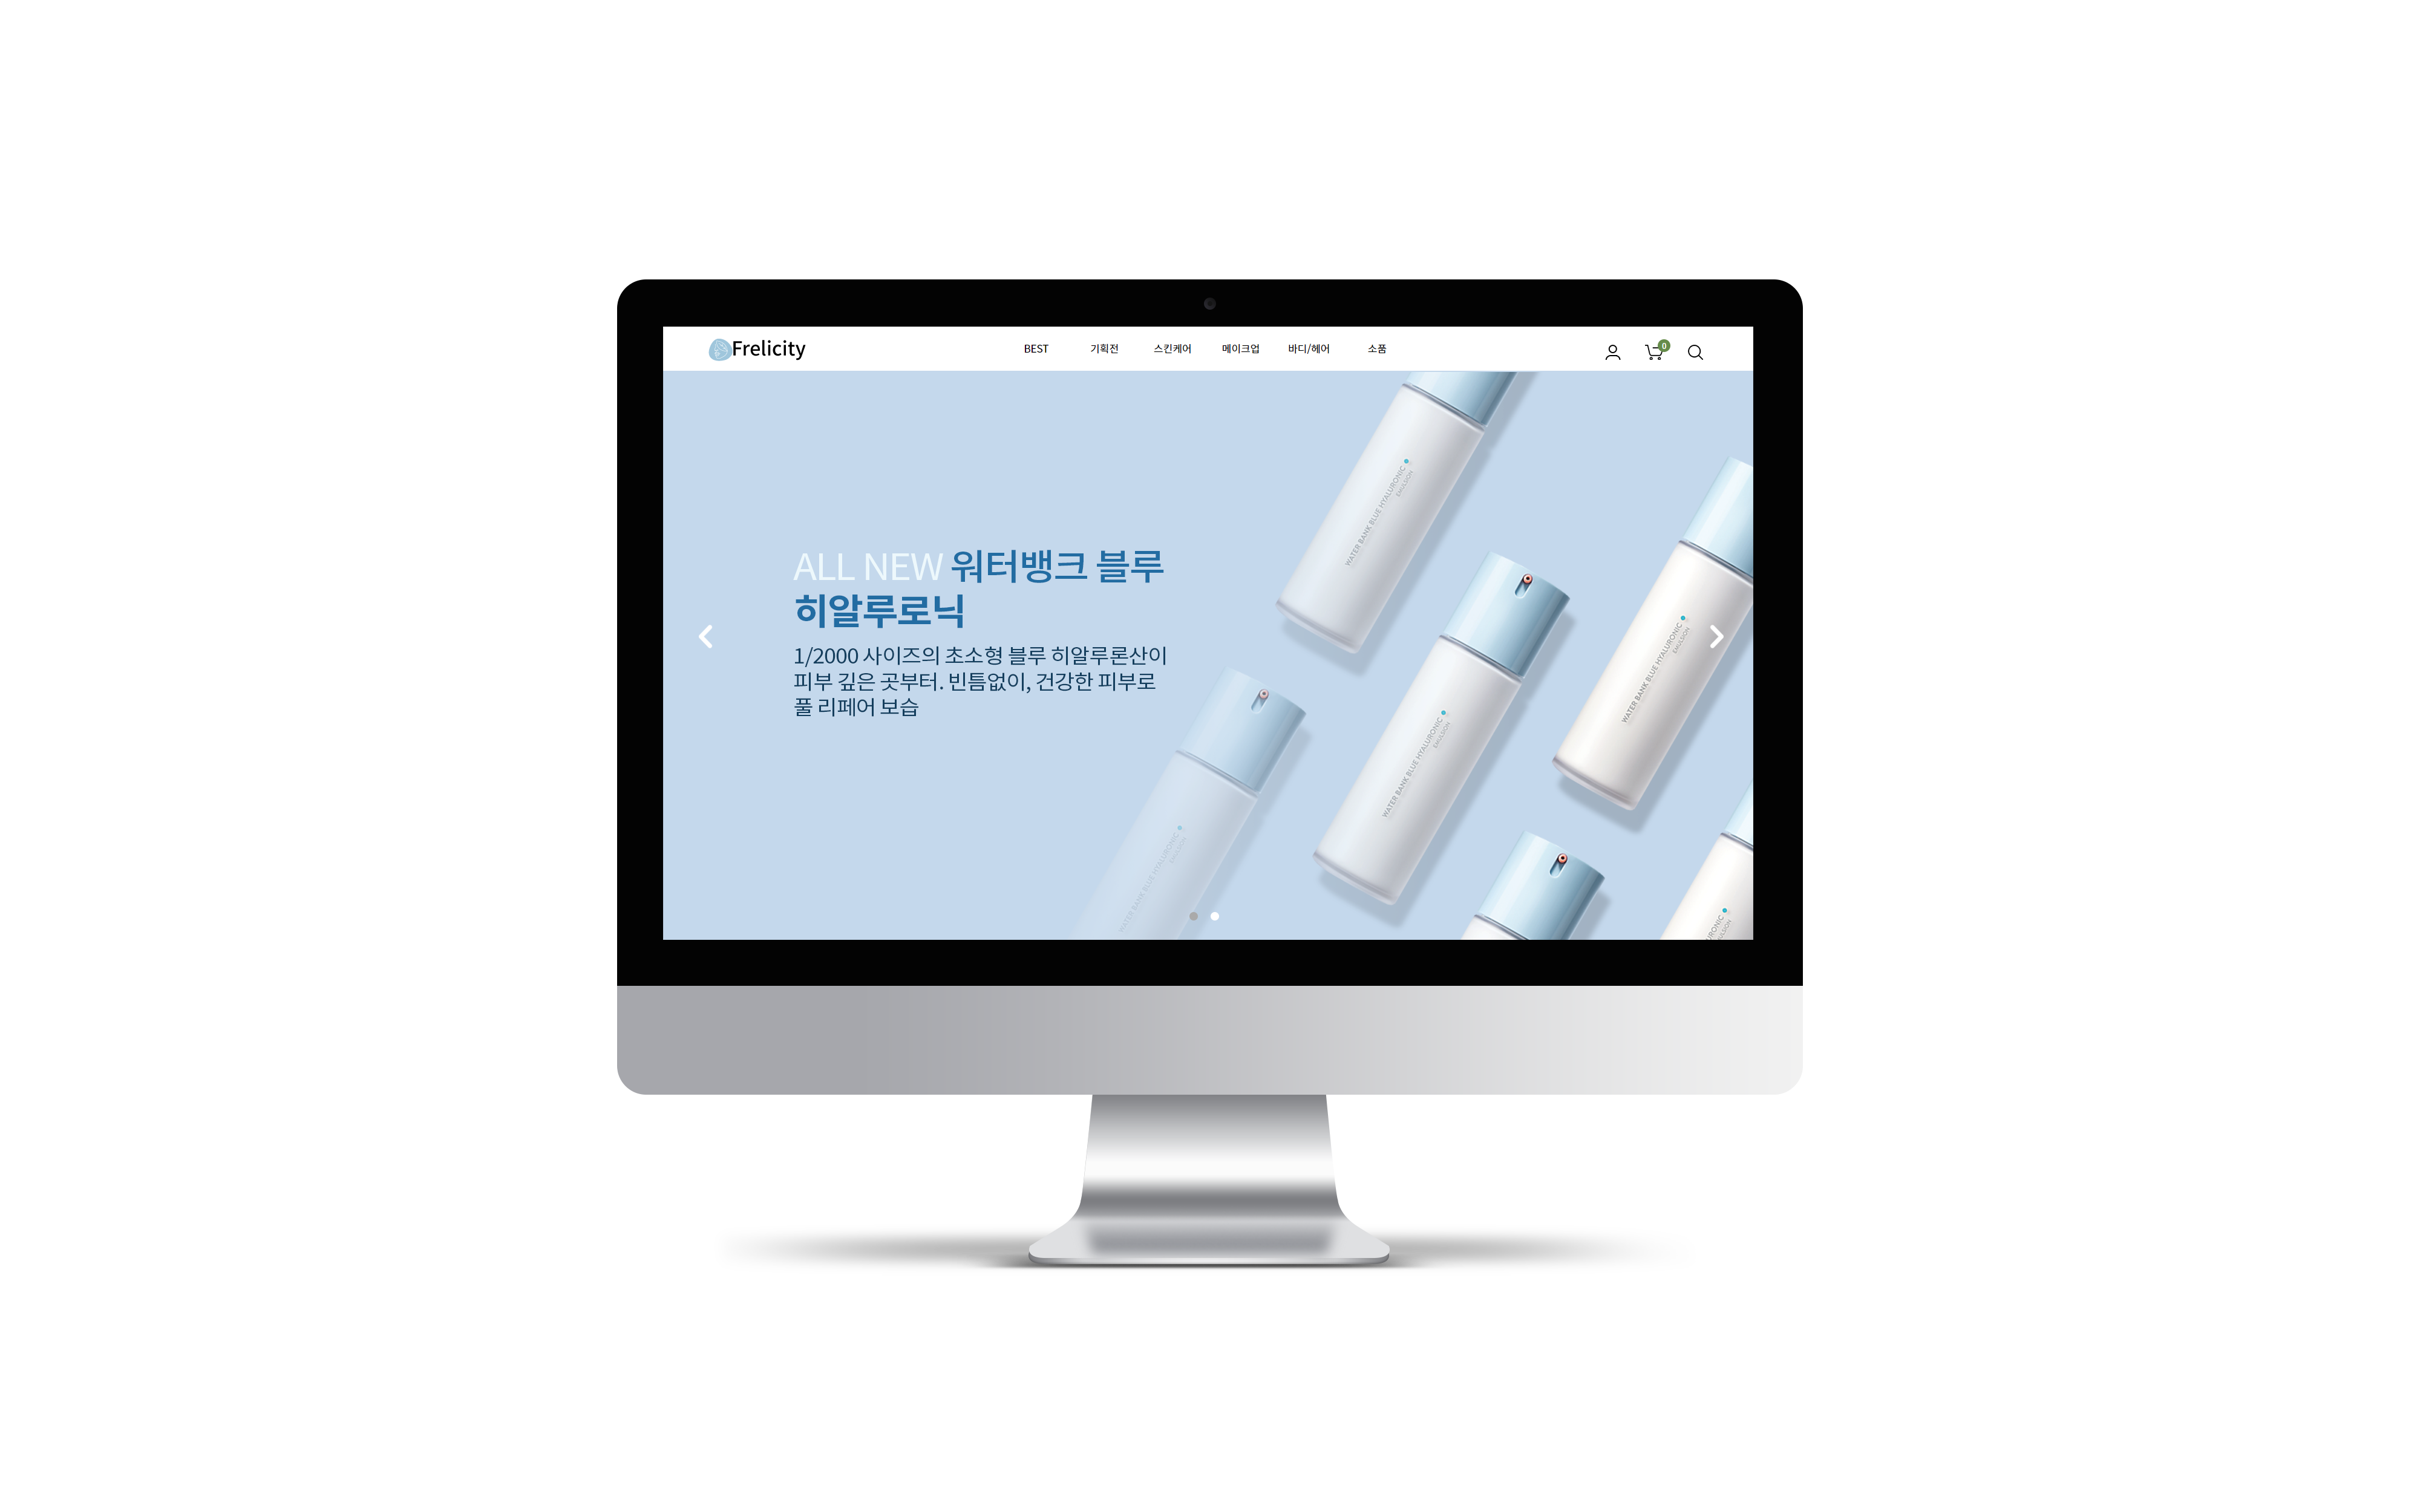 Frelicity
BEST
기획전
스킨케어
메이크업
바디/헤어
소품
0
ALL NEW 워터뱅크 블루
히알루로닉
1/2000 사이즈의 초소형 블루 히알루론산이
피부 깊은 곳부터. 빈틈없이, 건강한 피부로
풀 리페어 보습
WATER BANK BLUE HYALURONIC
EMULSION
WATER BANK BLUE HYALURONIC
EMULSION
WATER BANK BLUE HYALURONIC
EMULSION
WATER BANK BLUE HYALURONIC
EMULSION